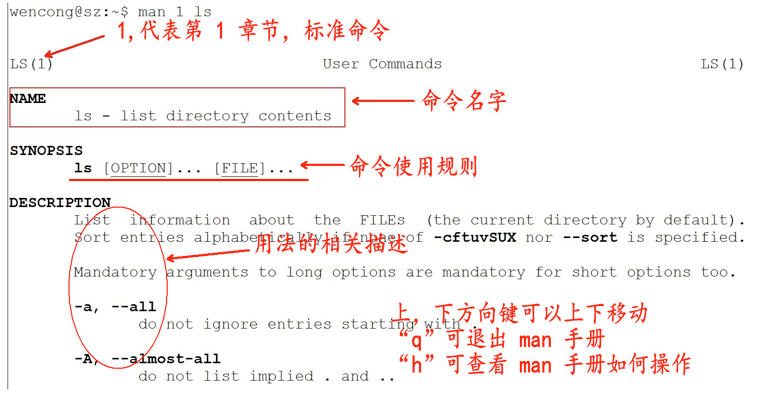 wencong@sz:~$ man 1 ls
1,代表第 1 章节，标准命令
LS(1) User Commands LS(1)
NAME
命令名字
ls - list directory contents
SYNOPSIS
ls [OPTION]... [FILE]...
命令使用规则
DESCRIPTION
List information about the FILEs (the current directory by default).
Sort entries alphabetically if none of -cftuvSUX nor --sort is specified.
用法的相关描述
Mandatory arguments to long options are mandatory for short options too.
-a, --all
上，下方向键可以上下移动
do not ignore entries starting with .
“q”可退出 man 手册
-A, --almost-all
“h”可查看 man 手册如何操作
do not list implied . and ..